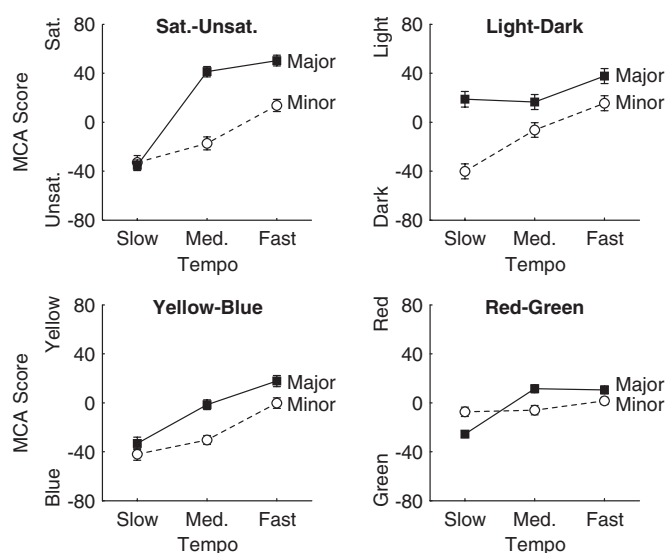 Sat.-Unsat.
MCA Score
Unsat.
Sat.
80
40
0
-40
-80
Major
Minor
Slow Med. Fast
Tempo
Light-Dark
Dark
Light
80
40
0
-40
-80
Major
Minor
Slow Med. Fast
Tempo
Yellow-Blue
MCA Score
Blue
Yellow
80
40
0
-40
-80
Major
Minor
Slow Med. Fast
Tempo
Red-Green
Green
Red
80
40
0
-40
-80
Major
Minor
Slow Med. Fast
Tempo